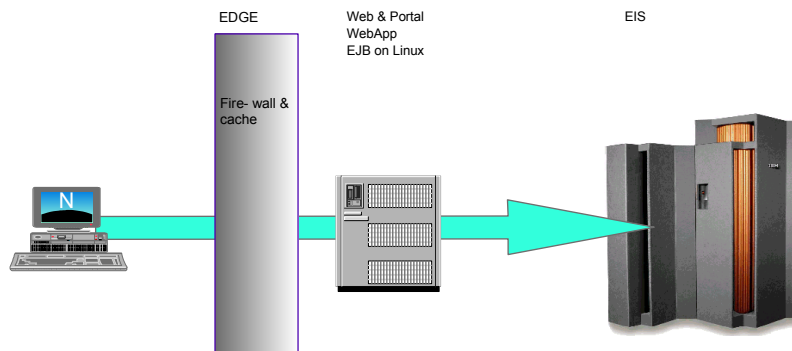 EDGE
Web & Portal
WebApp
EJB on Linux
EIS
Fire- wall &
cache
N